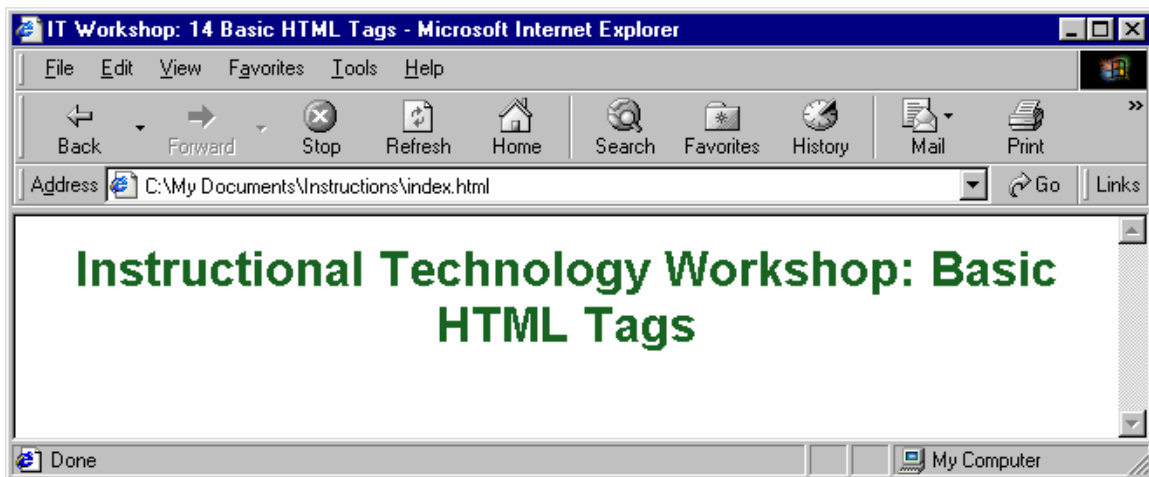 IT Workshop: 14 Basic HTML Tags - Microsoft Internet Explorer
File Edit View Favorites Tools Help
Back Forward Stop Refresh Home Search Favorites History Mail Print »
Address C:\My Documents\Instructions\index.html Go Links
Instructional Technology Workshop: Basic
HTML Tags
Done My Computer